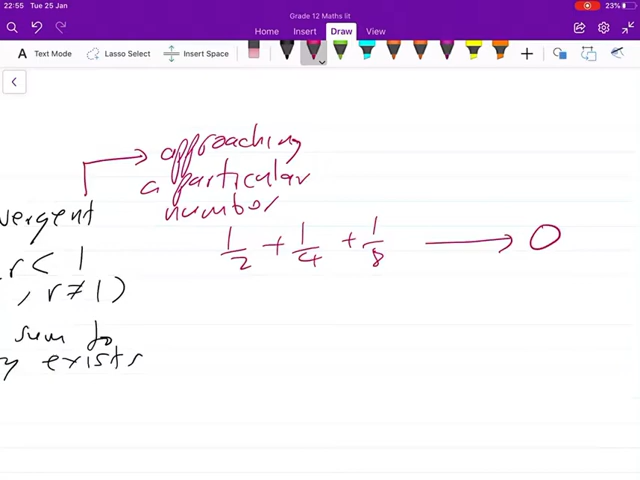 22:55 Tue 25 Jan
23%
Grade 12 Maths lit
Home Insert Draw View
Text Mode Lasso Select Insert Space
approaching
a particular
number
vergent
1/2 + 1/4 + 1/8 → 0
r < 1
, r ≠ 1)
sum to
y exists